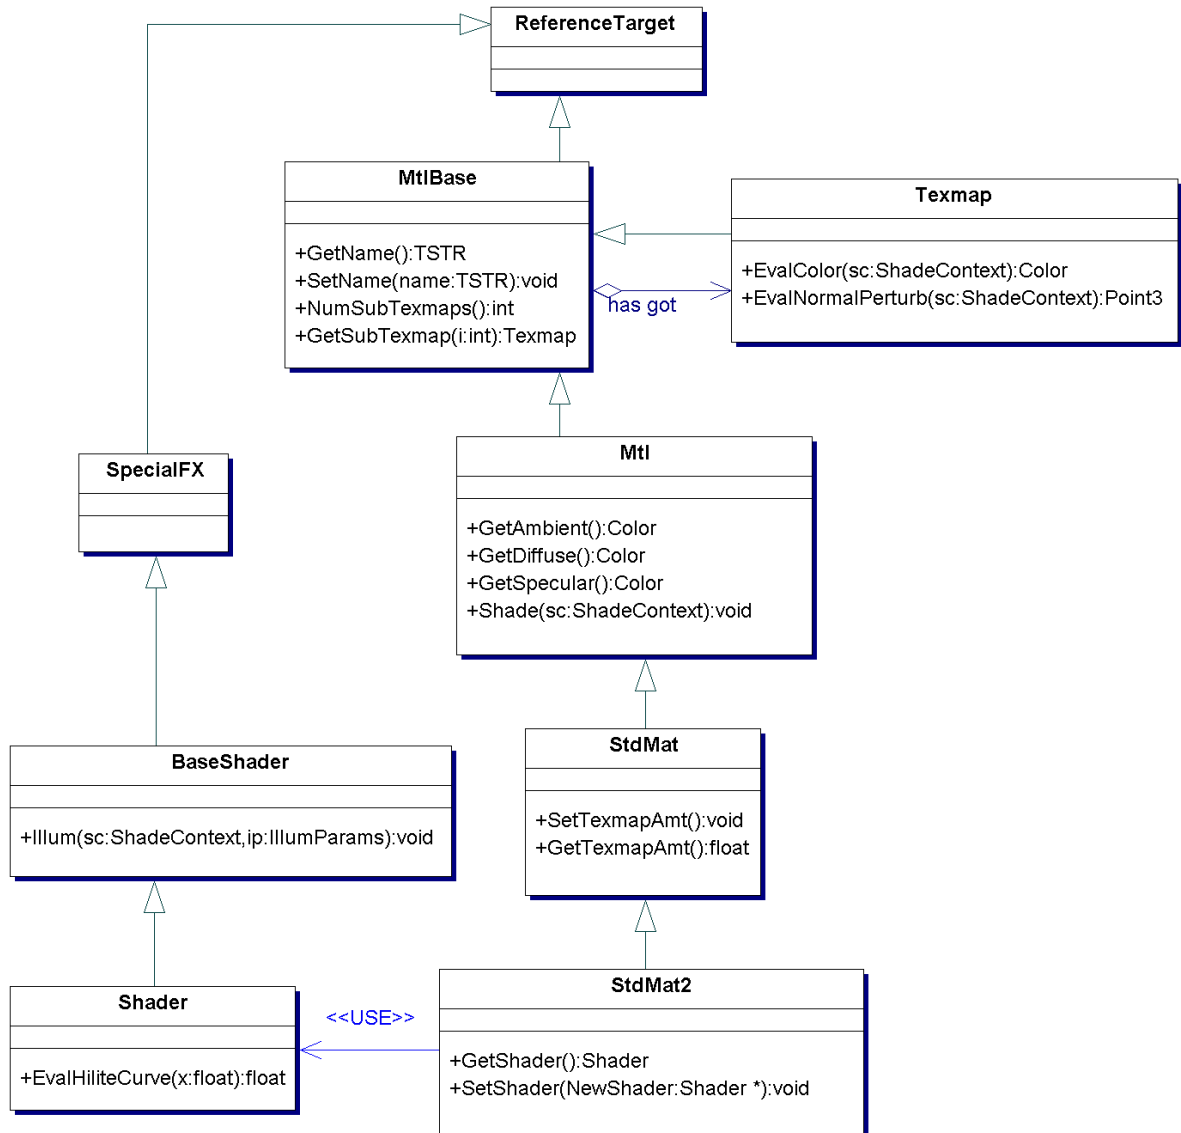 ReferenceTarget
MtlBase
+GetName():TSTR
+SetName(name:TSTR):void
+NumSubTexmaps():int
+GetSubTexmap(i:int):Texmap
Texmap
+EvalColor(sc:ShadeContext):Color
+EvalNormalPerturb(sc:ShadeContext):Point3
has got
SpecialFX
Mtl
+GetAmbient():Color
+GetDiffuse():Color
+GetSpecular():Color
+Shade(sc:ShadeContext):void
BaseShader
+Illum(sc:ShadeContext,ip:IllumParams):void
StdMat
+SetTexmapAmt():void
+GetTexmapAmt():float
Shader
+EvalHiliteCurve(x:float):float
<<USE>>
StdMat2
+GetShader():Shader
+SetShader(NewShader:Shader *):void